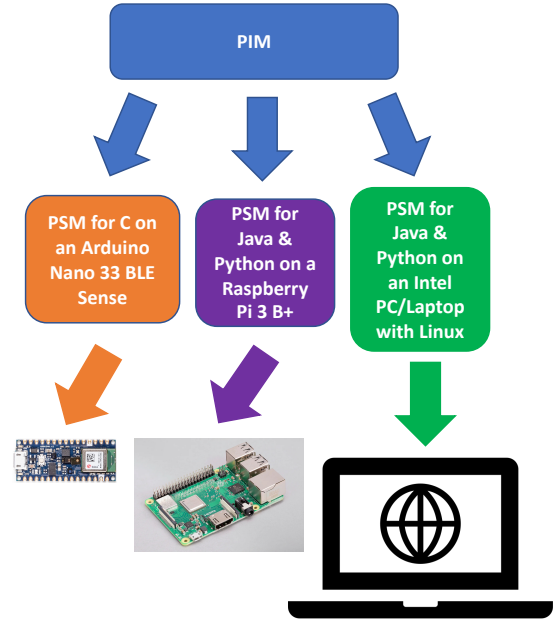 PIM
PSM for C on
an Arduino
Nano 33 BLE
Sense
PSM for
Java &
Python on a
Raspberry
Pi 3 B+
PSM for
Java &
Python on
an Intel
PC/Laptop
with Linux